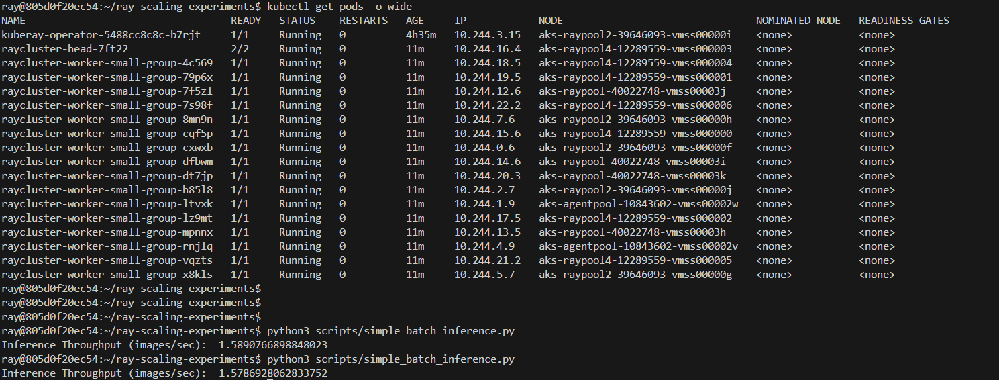 ray@805d0f20ec54:~/ray-scaling-experiments$ kubectl get pods -o wide
NAME READY STATUS RESTARTS AGE IP NODE NOMINATED NODE READINESS GATES
kuberay-operator-5488cc8c8c-b7rjt 1/1 Running 0 4h35m 10.244.3.15 aks-raypool2-39646093-vmss00000i <none> <none>
raycluster-head-7ft22 2/2 Running 0 11m 10.244.16.4 aks-raypool4-12289559-vmss000003 <none> <none>
raycluster-worker-small-group-4c569 1/1 Running 0 11m 10.244.18.5 aks-raypool4-12289559-vmss000004 <none> <none>
raycluster-worker-small-group-79p6x 1/1 Running 0 11m 10.244.19.5 aks-raypool4-12289559-vmss000001 <none> <none>
raycluster-worker-small-group-7f5zl 1/1 Running 0 11m 10.244.12.6 aks-raypool-40022748-vmss00003j <none> <none>
raycluster-worker-small-group-7s98f 1/1 Running 0 11m 10.244.22.2 aks-raypool4-12289559-vmss000006 <none> <none>
raycluster-worker-small-group-8mn9n 1/1 Running 0 11m 10.244.7.6 aks-raypool2-39646093-vmss00000h <none> <none>
raycluster-worker-small-group-cqf5p 1/1 Running 0 11m 10.244.15.6 aks-raypool4-12289559-vmss000000 <none> <none>
raycluster-worker-small-group-cxwxb 1/1 Running 0 11m 10.244.0.6 aks-raypool2-39646093-vmss00000f <none> <none>
raycluster-worker-small-group-dfbwm 1/1 Running 0 11m 10.244.14.6 aks-raypool-40022748-vmss00003i <none> <none>
raycluster-worker-small-group-dt7jp 1/1 Running 0 11m 10.244.20.3 aks-raypool-40022748-vmss00003k <none> <none>
raycluster-worker-small-group-h85l8 1/1 Running 0 11m 10.244.2.7 aks-raypool2-39646093-vmss00000j <none> <none>
raycluster-worker-small-group-ltvxk 1/1 Running 0 11m 10.244.1.9 aks-agentpool-10843602-vmss00002w <none> <none>
raycluster-worker-small-group-lz9mt 1/1 Running 0 11m 10.244.17.5 aks-raypool4-12289559-vmss000002 <none> <none>
raycluster-worker-small-group-mpnnx 1/1 Running 0 11m 10.244.13.5 aks-raypool-40022748-vmss00003h <none> <none>
raycluster-worker-small-group-rnjlq 1/1 Running 0 11m 10.244.4.9 aks-agentpool-10843602-vmss00002v <none> <none>
raycluster-worker-small-group-vqzts 1/1 Running 0 11m 10.244.21.2 aks-raypool4-12289559-vmss000005 <none> <none>
raycluster-worker-small-group-x8kls 1/1 Running 0 11m 10.244.5.7 aks-raypool2-39646093-vmss00000g <none> <none>
ray@805d0f20ec54:~/ray-scaling-experiments$
ray@805d0f20ec54:~/ray-scaling-experiments$
ray@805d0f20ec54:~/ray-scaling-experiments$
ray@805d0f20ec54:~/ray-scaling-experiments$ python3 scripts/simple_batch_inference.py
Inference Throughput (images/sec): 1.5890766898848023
ray@805d0f20ec54:~/ray-scaling-experiments$ python3 scripts/simple_batch_inference.py
Inference Throughput (images/sec): 1.5786928062833752